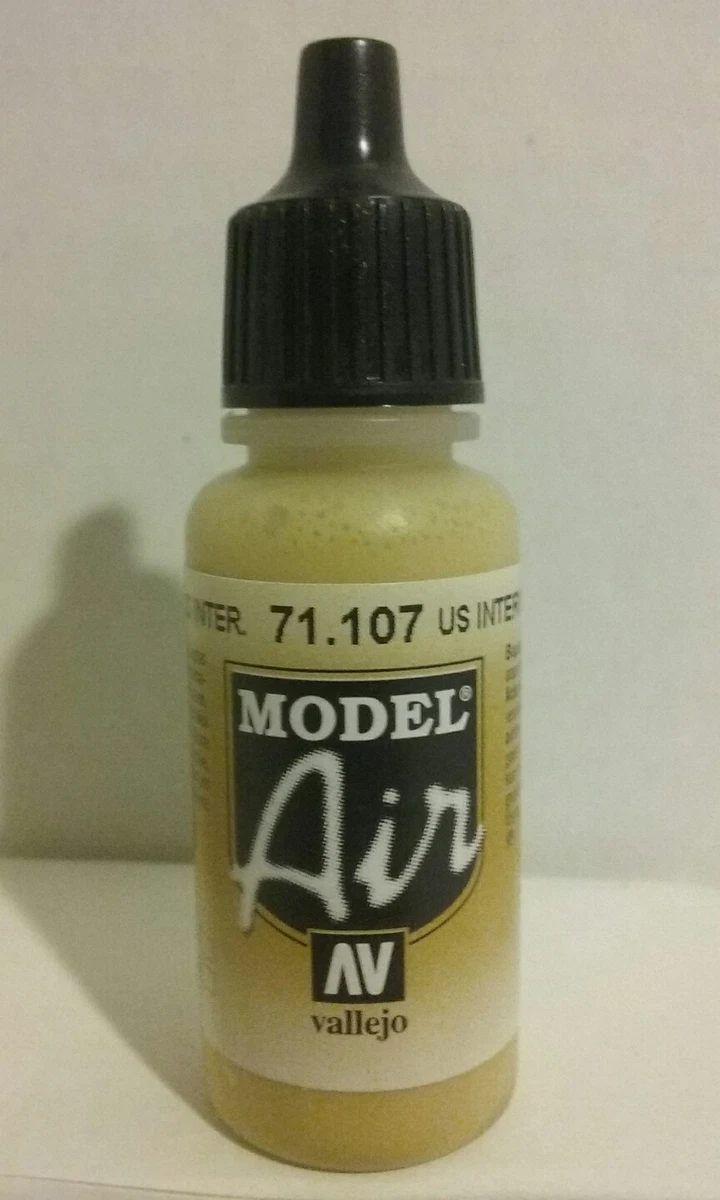 INTER. 71.107 US INTER
MODEL®
Air
AV
vallejo